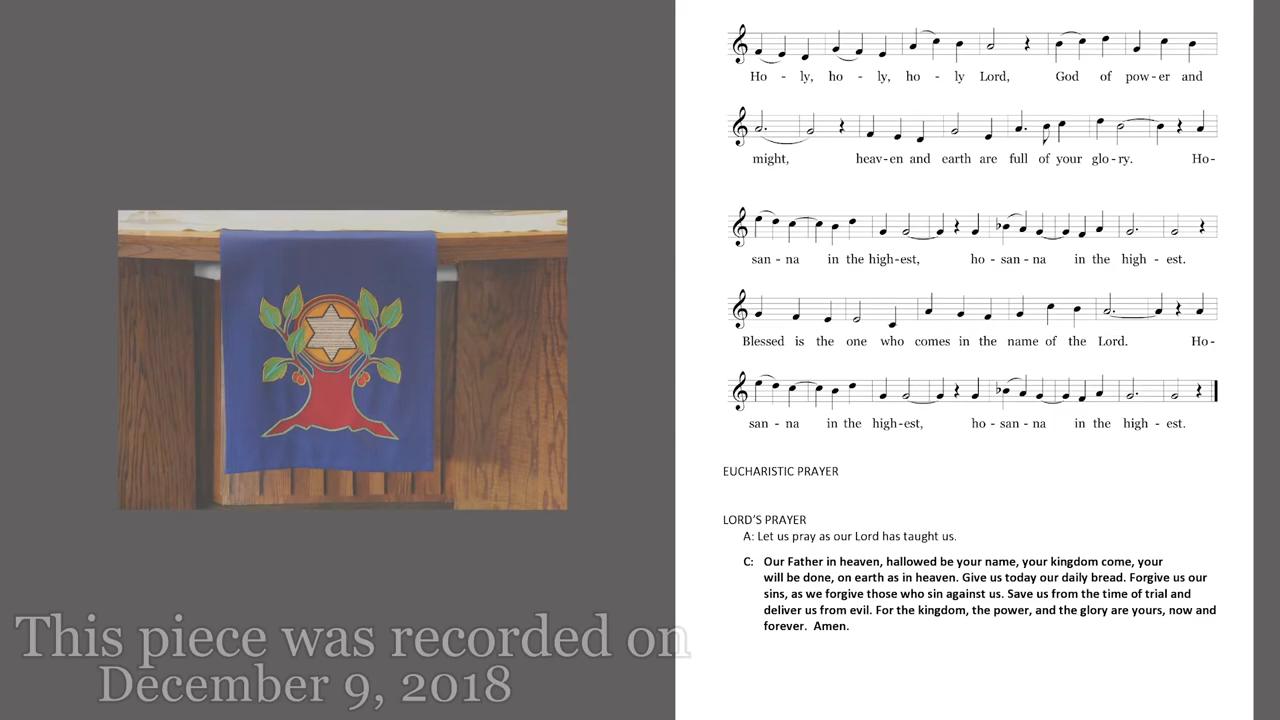 Ho - ly, ho - ly, ho - ly Lord, God of pow - er and
might, heav - en and earth are full of your glo - ry. Ho -
san - na in the high - est, ho - san - na in the high - est.
Blessed is the one who comes in the name of the Lord. Ho -
san - na in the high - est, ho - san - na in the high - est.
EUCHARISTIC PRAYER
LORD'S PRAYER
A: Let us pray as our Lord has taught us.
C: Our Father in heaven, hallowed be your name, your kingdom come, your
will be done, on earth as in heaven. Give us today our daily bread. Forgive us our
sins, as we forgive those who sin against us. Save us from the time of trial and
deliver us from evil. For the kingdom, the power, and the glory are yours, now and
forever. Amen.
This piece was recorded on
December 9, 2018